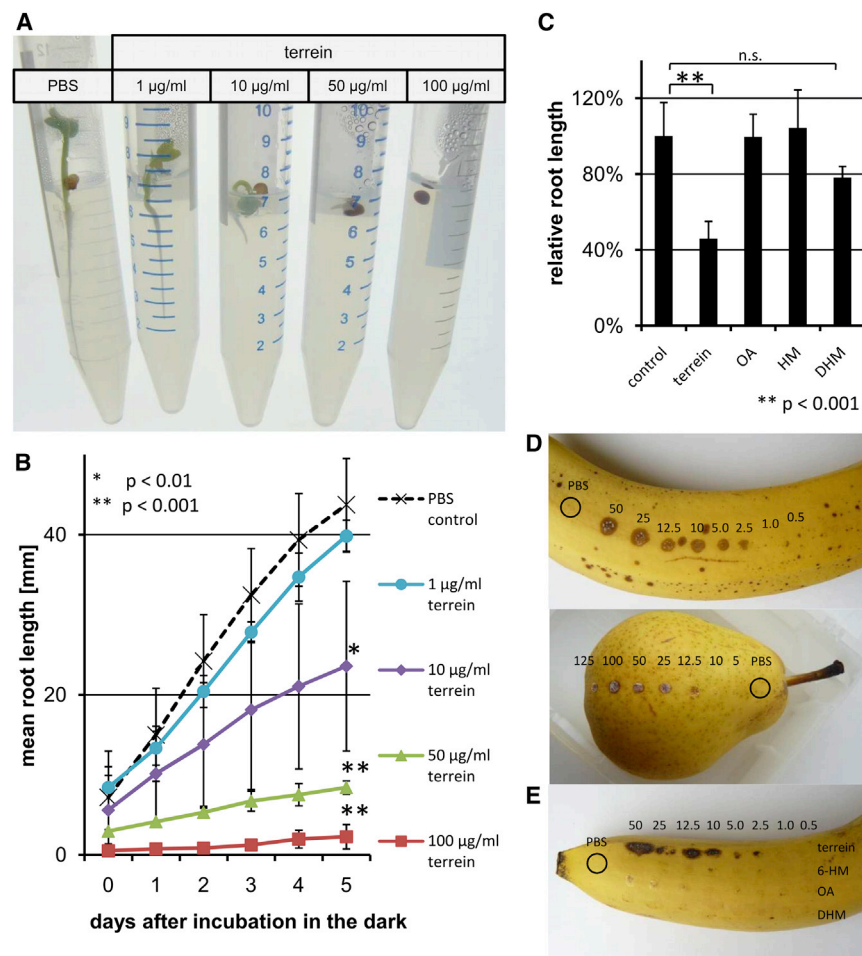 A
terrein
PBS
1 µg/ml
10 µg/ml
50 µg/ml
100 µg/ml
12
9
8
7
2
10
9
8
7
6
5
4
3
2
10
9
8
7
6
5
4
3
2
B
* p < 0.01
** p < 0.001
mean root length [mm]
40
20
0
*
**
**
0 1 2 3 4 5
days after incubation in the dark
PBS
control
1 µg/ml
terrein
10 µg/ml
terrein
50 µg/ml
terrein
100 µg/ml
terrein
C
n.s.
**
relative root length
120%
80%
40%
0%
control
terrein
OA
HM
DHM
** p < 0.001
D
PBS
50 25 12.5 10 5.0 2.5 1.0 0.5
125 100 50 25 12.5 10 5 PBS
E
50 25 12.5 10 5.0 2.5 1.0 0.5
PBS
terrein
6-HM
OA
DHM